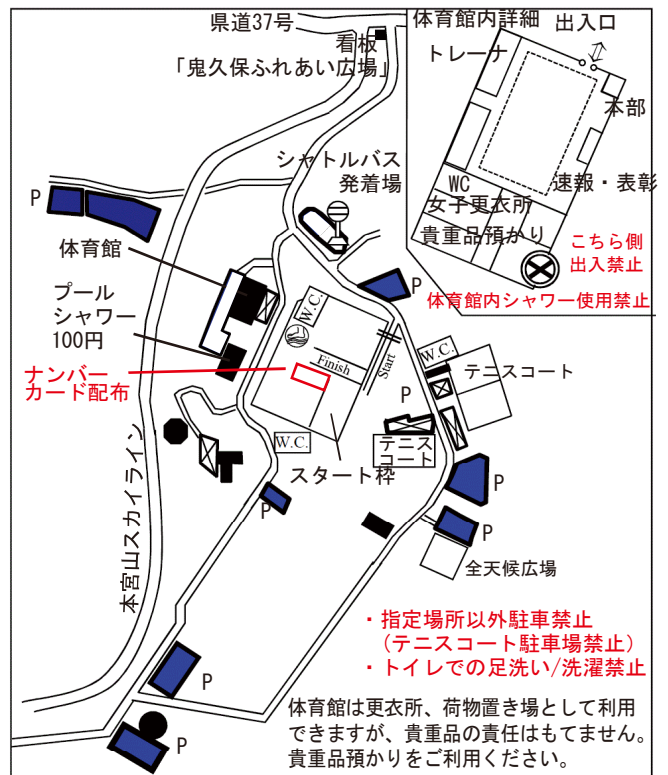 県道37号
看板
「鬼久保ふれあい広場」
体育館内詳細
出入口
トレーナ
本部
WC
速報・表彰
女子更衣所
貴重品預かり
こちら側
出入禁止
体育館内シャワー使用禁止
シャトルバス
発着場
P
体育館
プール
シャワー
100円
ナンバー
カード配布
W.C.
Finish
Start
P
W.C.
テニスコート
P
W.C.
テニス
コート
スタート枠
P
P
P
全天候広場
本宮山スカイライン
・指定場所以外駐車禁止
（テニスコート駐車場禁止）
・トイレでの足洗い/洗濯禁止
P
P
体育館は更衣所、荷物置き場として利用
できますが、貴重品の責任はもてません。
貴重品預かりをご利用ください。